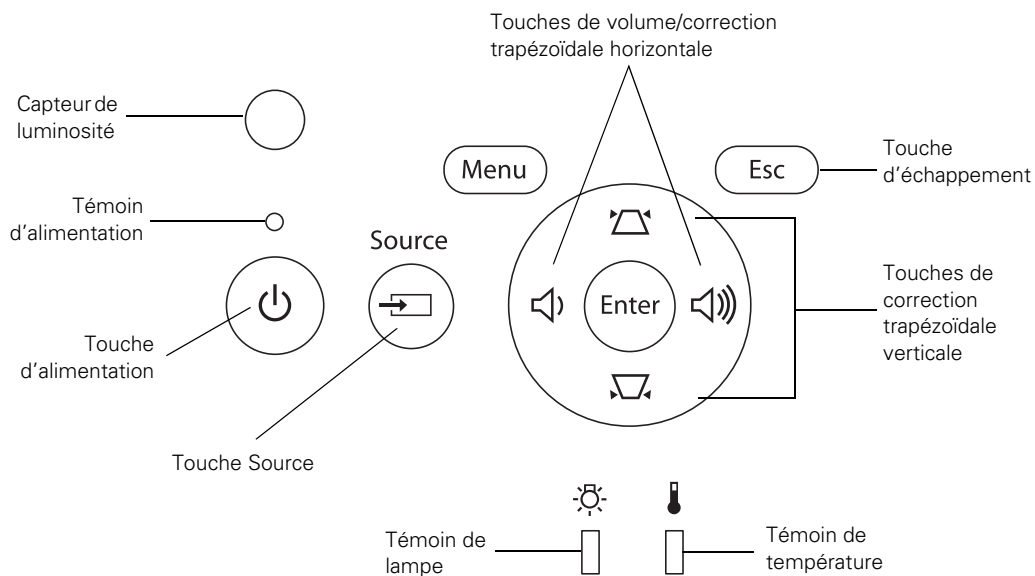 Touches de volume/correction
trapézoïdale horizontale
Capteur de
luminosité
Menu
Esc
Touche
d'échappement
Témoin
d'alimentation
Source
Enter
Touches de
correction
trapézoïdale
verticale
Touche
d'alimentation
Touche Source
Témoin de
lampe
Témoin de
température